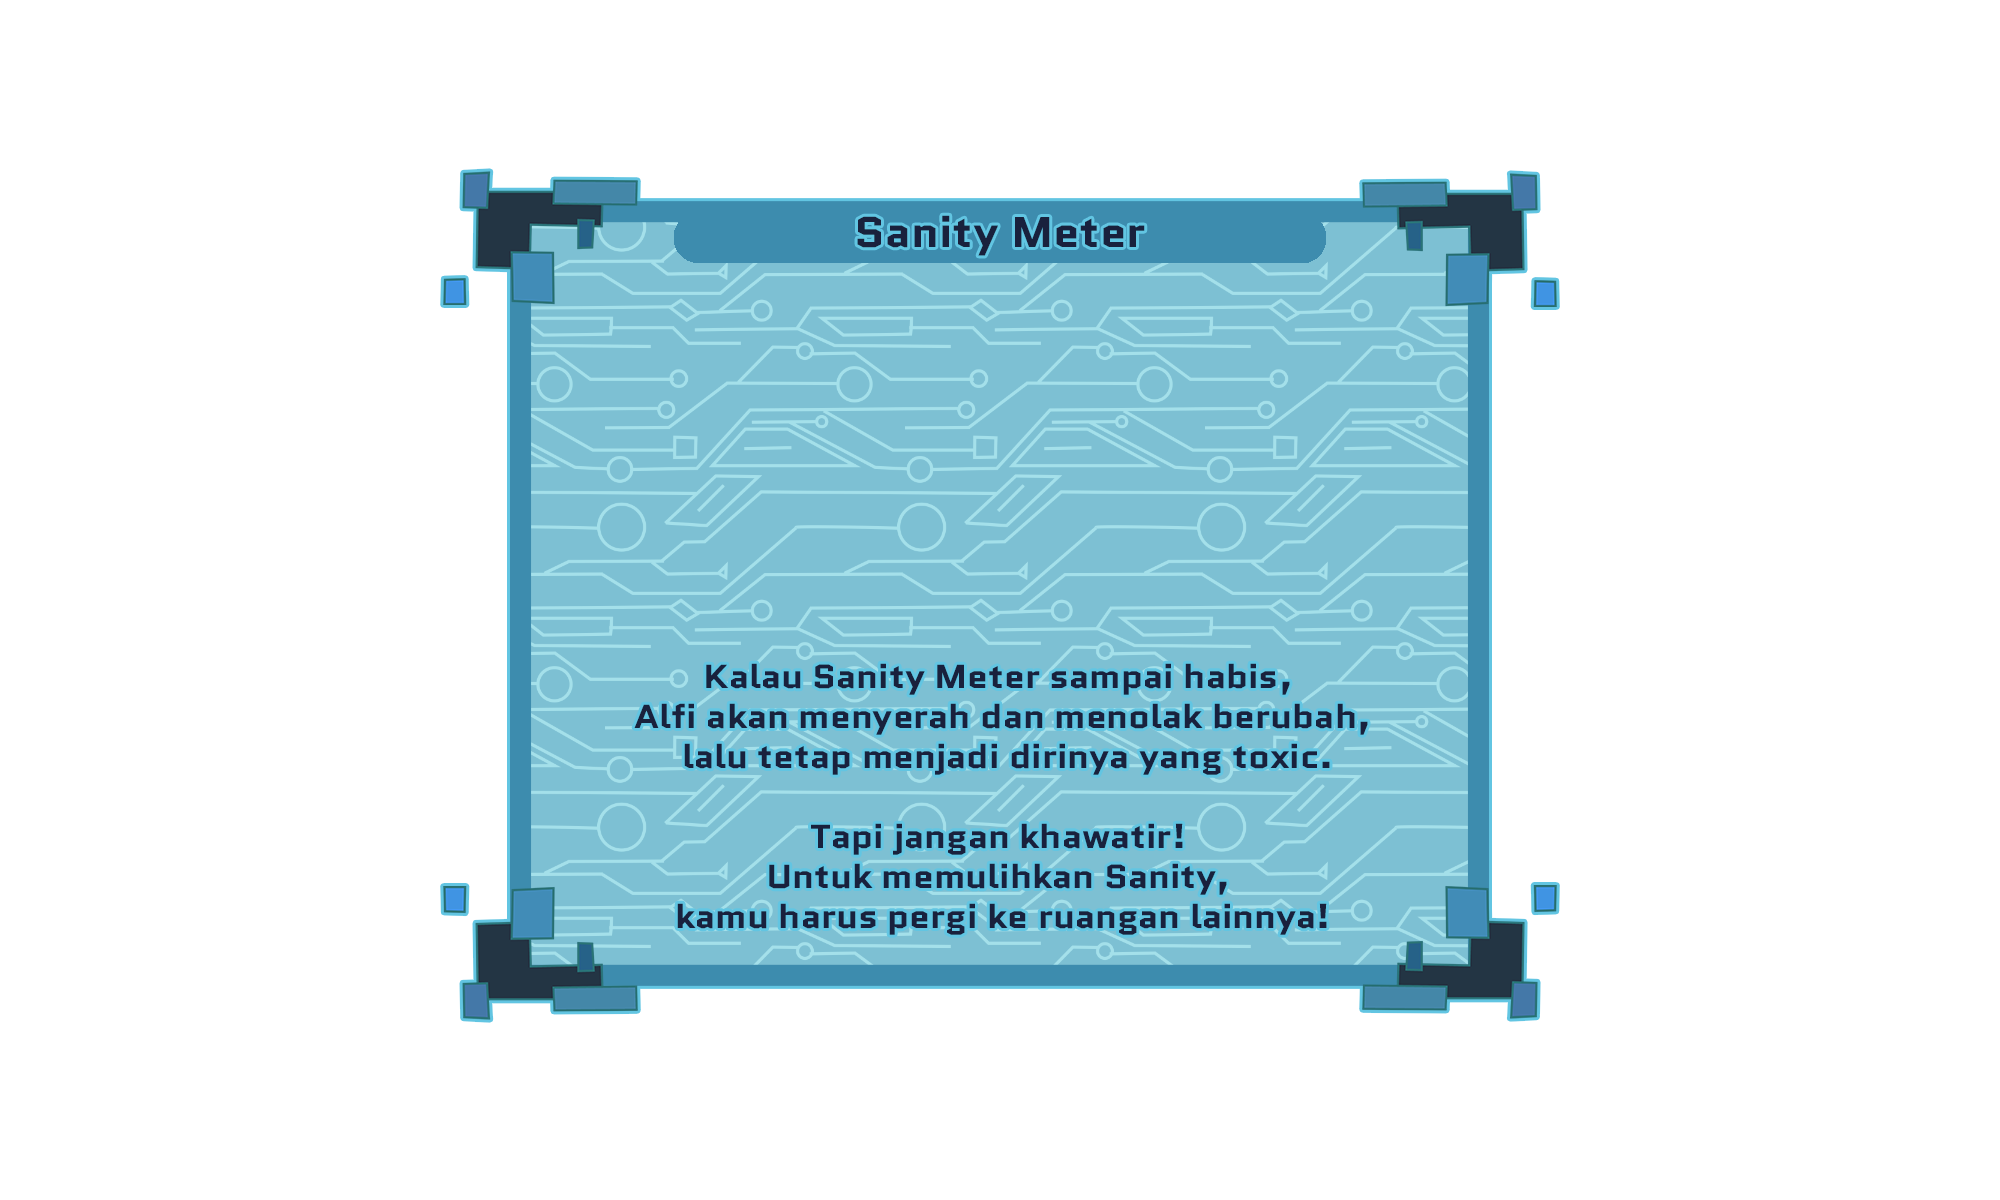 Sanity Meter
Kalau Sanity Meter sampai habis,
Alfi akan menyerah dan menolak berubah,
lalu tetap menjadi dirinya yang toxic.
Tapi jangan khawatir!
Untuk memulihkan Sanity,
kamu harus pergi ke ruangan lainnya!